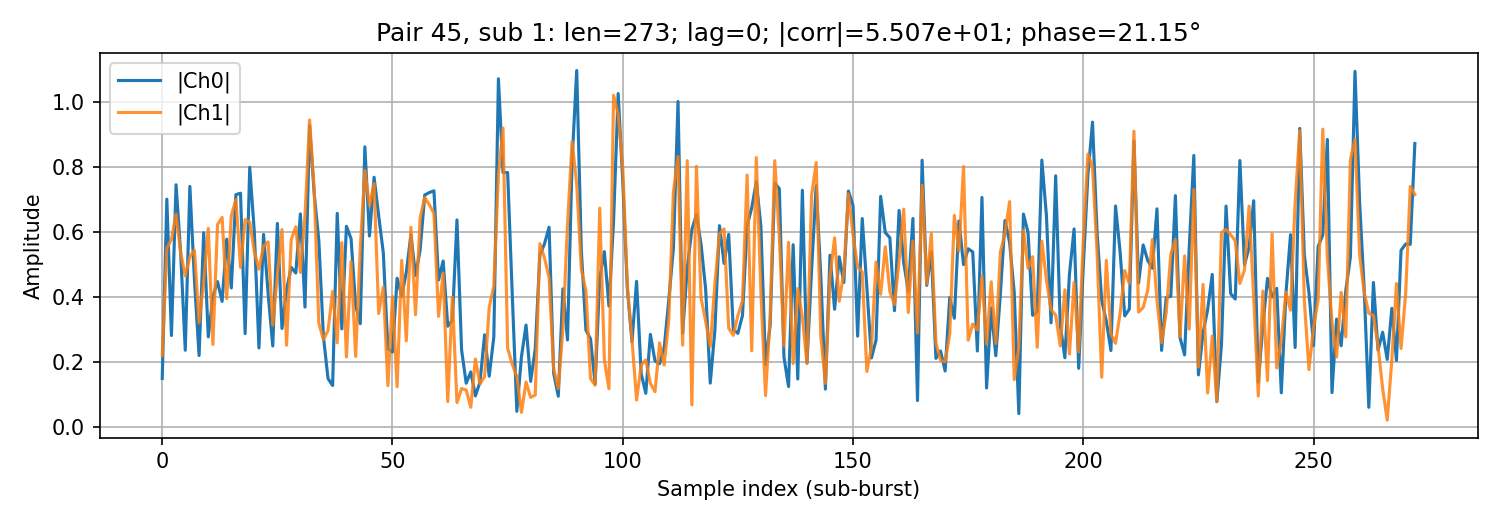 Pair 45, sub 1: len=273; lag=0; |corr|=5.507e+01; phase=21.15°
|Ch0|
|Ch1|
Amplitude
1.0
0.8
0.6
0.4
0.2
0.0
0
50
100
150
200
250
Sample index (sub-burst)